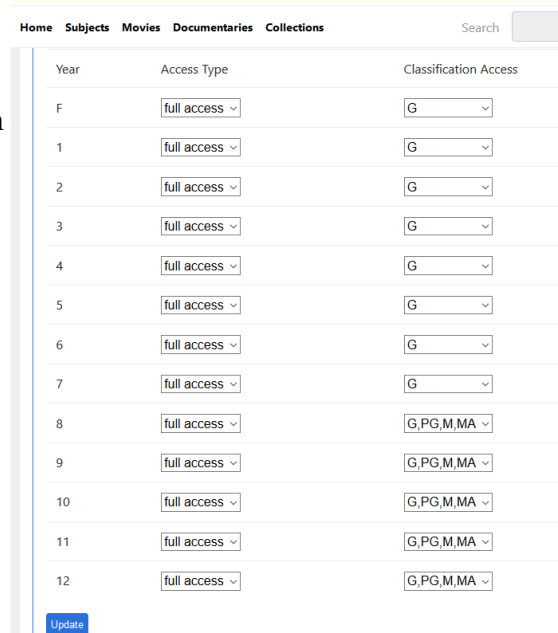 Home Subjects Movies Documentaries Collections Search
Year Access Type Classification Access
F full access G
1 full access G
2 full access G
3 full access G
4 full access G
5 full access G
6 full access G
7 full access G
8 full access G,PG,M,MA
9 full access G,PG,M,MA
10 full access G,PG,M,MA
11 full access G,PG,M,MA
12 full access G,PG,M,MA
Update